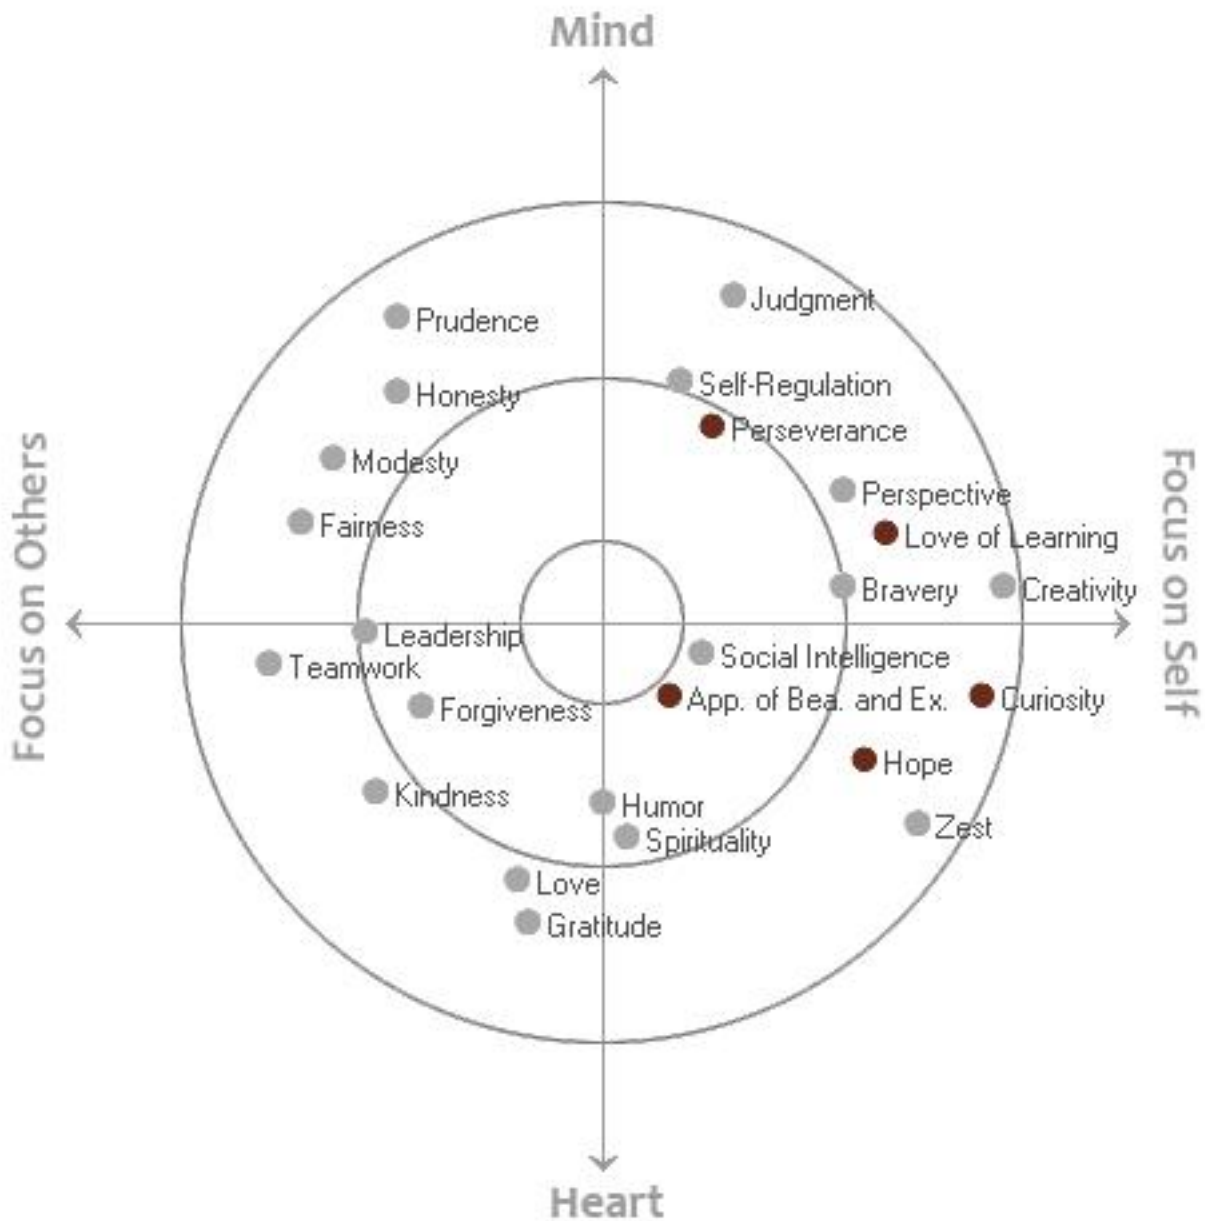 Mind
Judgment
Prudence
Self-Regulation
Honesty
Perseverance
Modesty
Perspective
Fairness
Love of Learning
Bravery
Creativity
Focus on Others
Focus on Self
Leadership
Social Intelligence
Teamwork
App. of Bea. and Ex.
Curiosity
Forgiveness
Hope
Kindness
Humor
Zest
Spirituality
Love
Gratitude
Heart